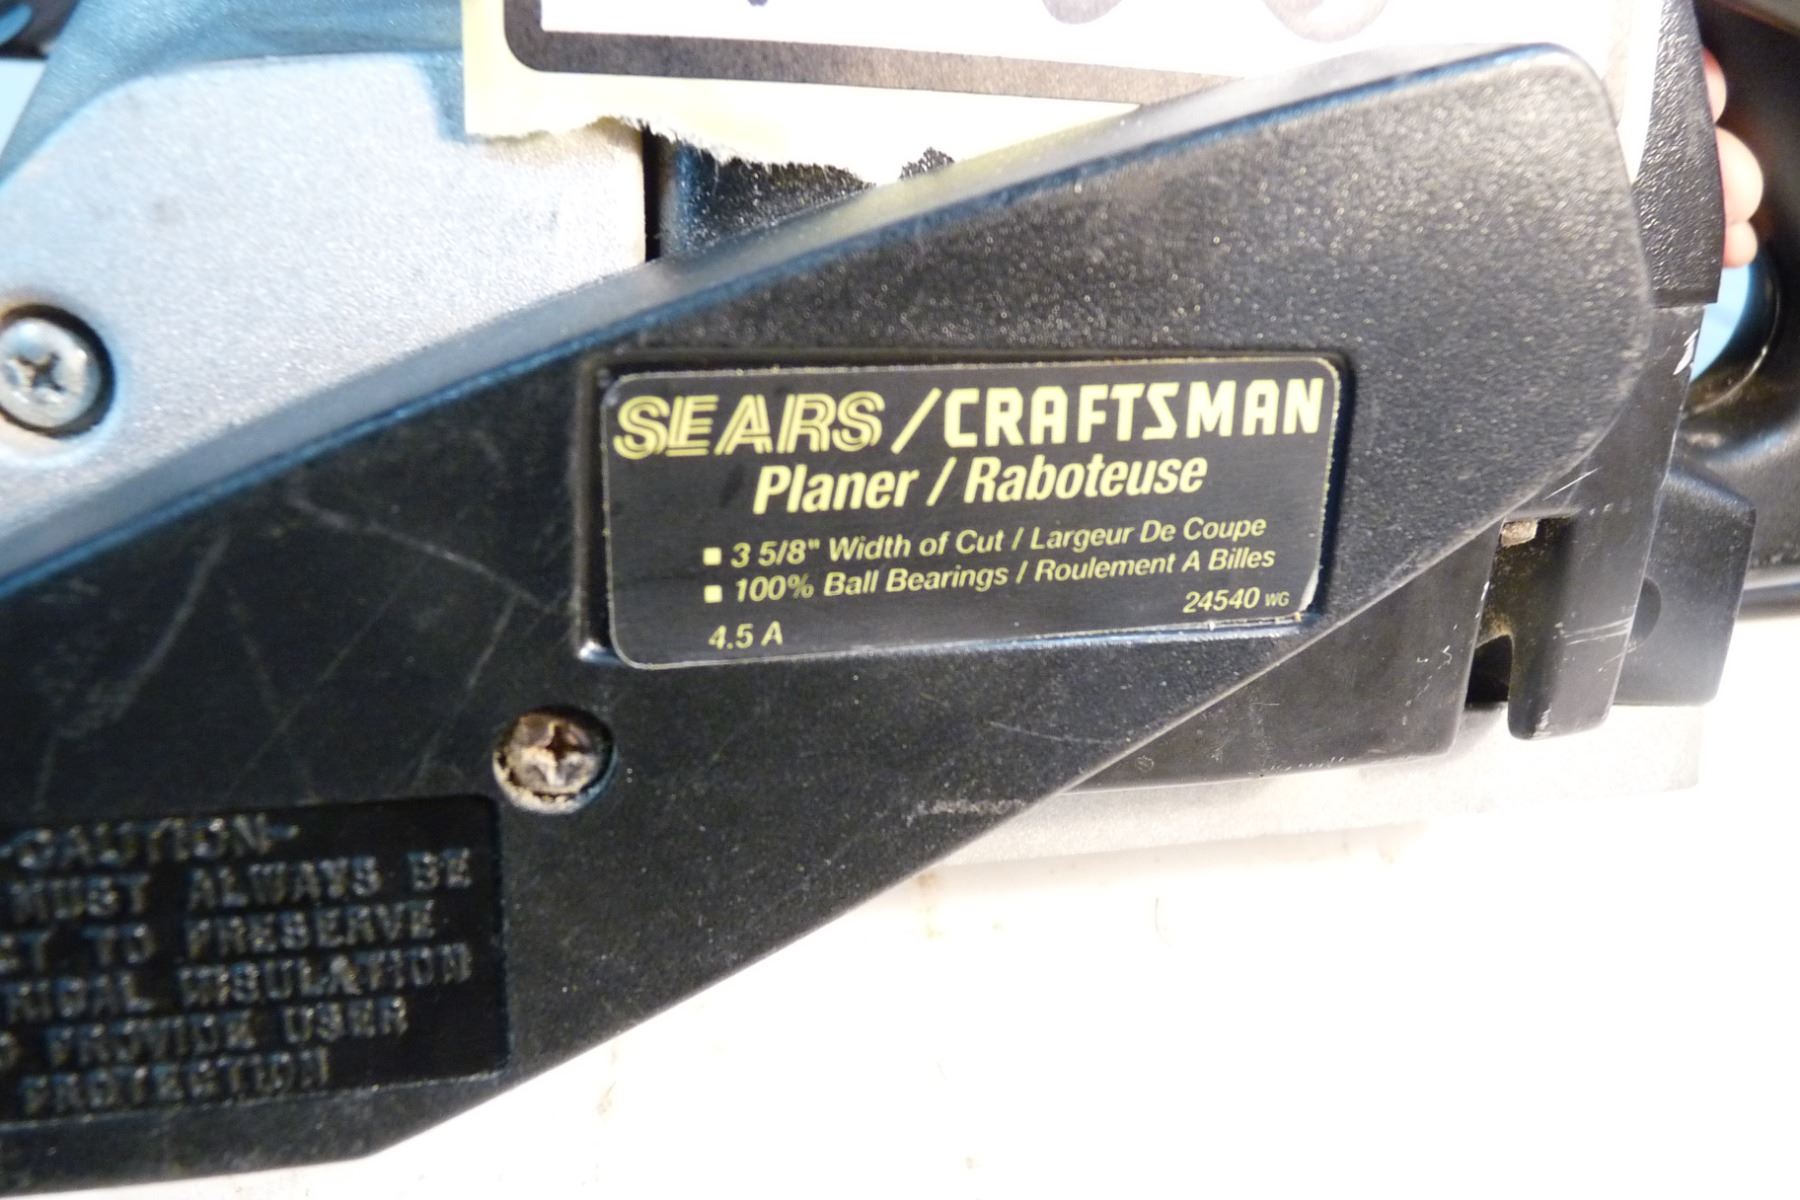 SEARS / CRAFTSMAN
Planer / Raboteuse
■ 3 5/8" Width of Cut / Largeur De Coupe
■ 100% Ball Bearings / Roulement A Billes
24540 WG
4.5 A
CAUTION
MUST ALWAYS BE
TO PRESERVE
INSULATION
PROVIDE USER
PROTECTION